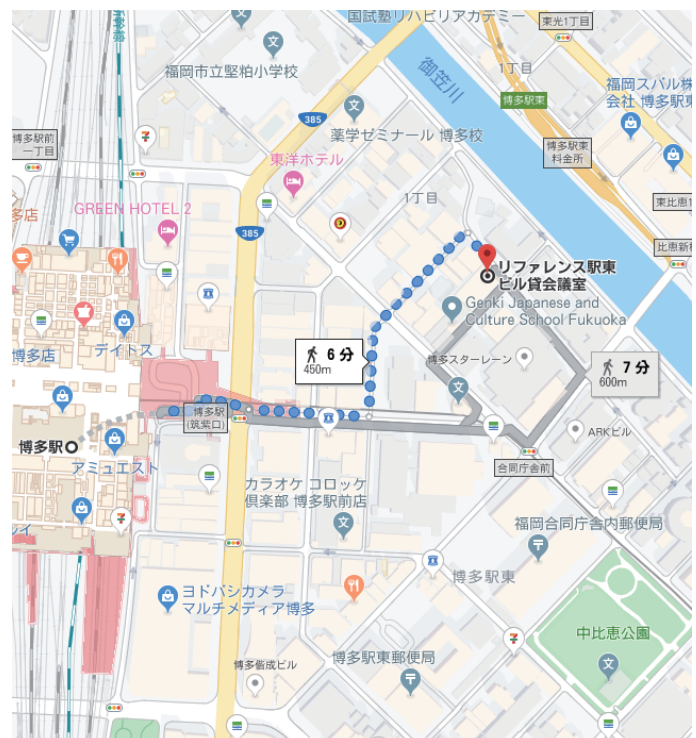 国試塾リハビリアカデミー
東光1丁目
新幹線
福岡市立堅粕小学校
1丁目
御笠川
福岡スバル株
会社 博多駅東
博多駅東
385
薬学ゼミナール 博多校
博多駅前
一丁目
博多駅東
料金所
東洋ホテル
1丁目
東比恵1
GREEN HOTEL 2
博多店
385
比恵新
リファレンス駅東
ビル貸会議室
Genki Japanese and
Culture School Fukuoka
6 分
450m
デイトス
博多店
博多スターレーン
7 分
600m
博多駅
(筑紫口)
博多駅
アミュエスト
ARKビル
合同庁舎前
カラオケ コロッケ
倶楽部 博多駅前店
福岡合同庁舎内郵便局
ヨドバシカメラ
マルチメディア博多
博多駅東
中比恵公園
博多偕成ビル
博多駅東郵便局